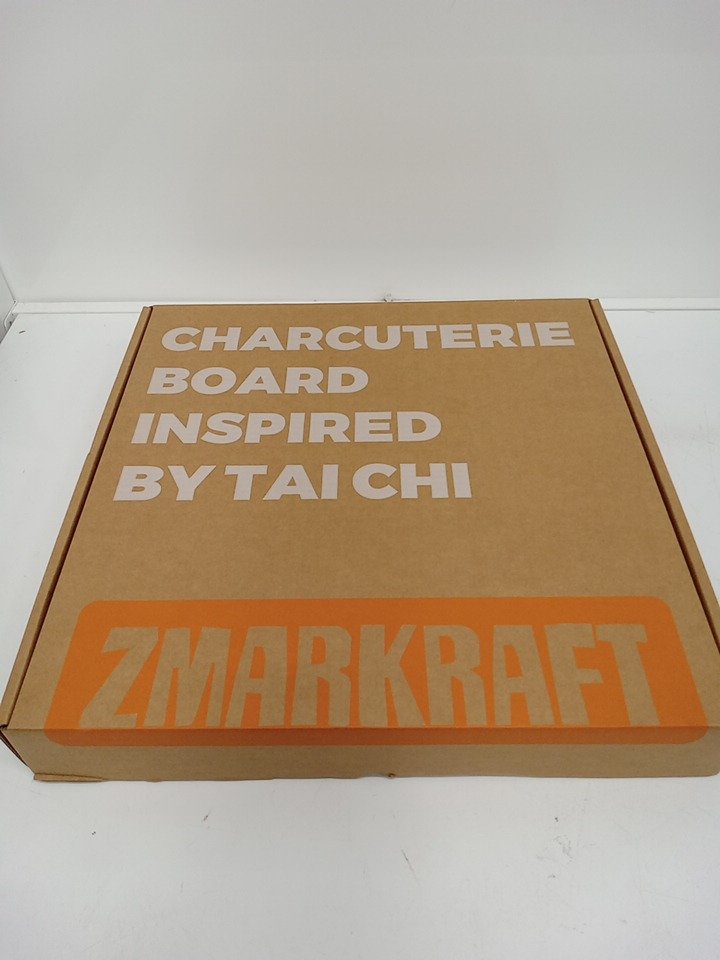 CHARCUTERIE
BOARD
INSPIRED
BY TAI CHI
ZMARKRAFT